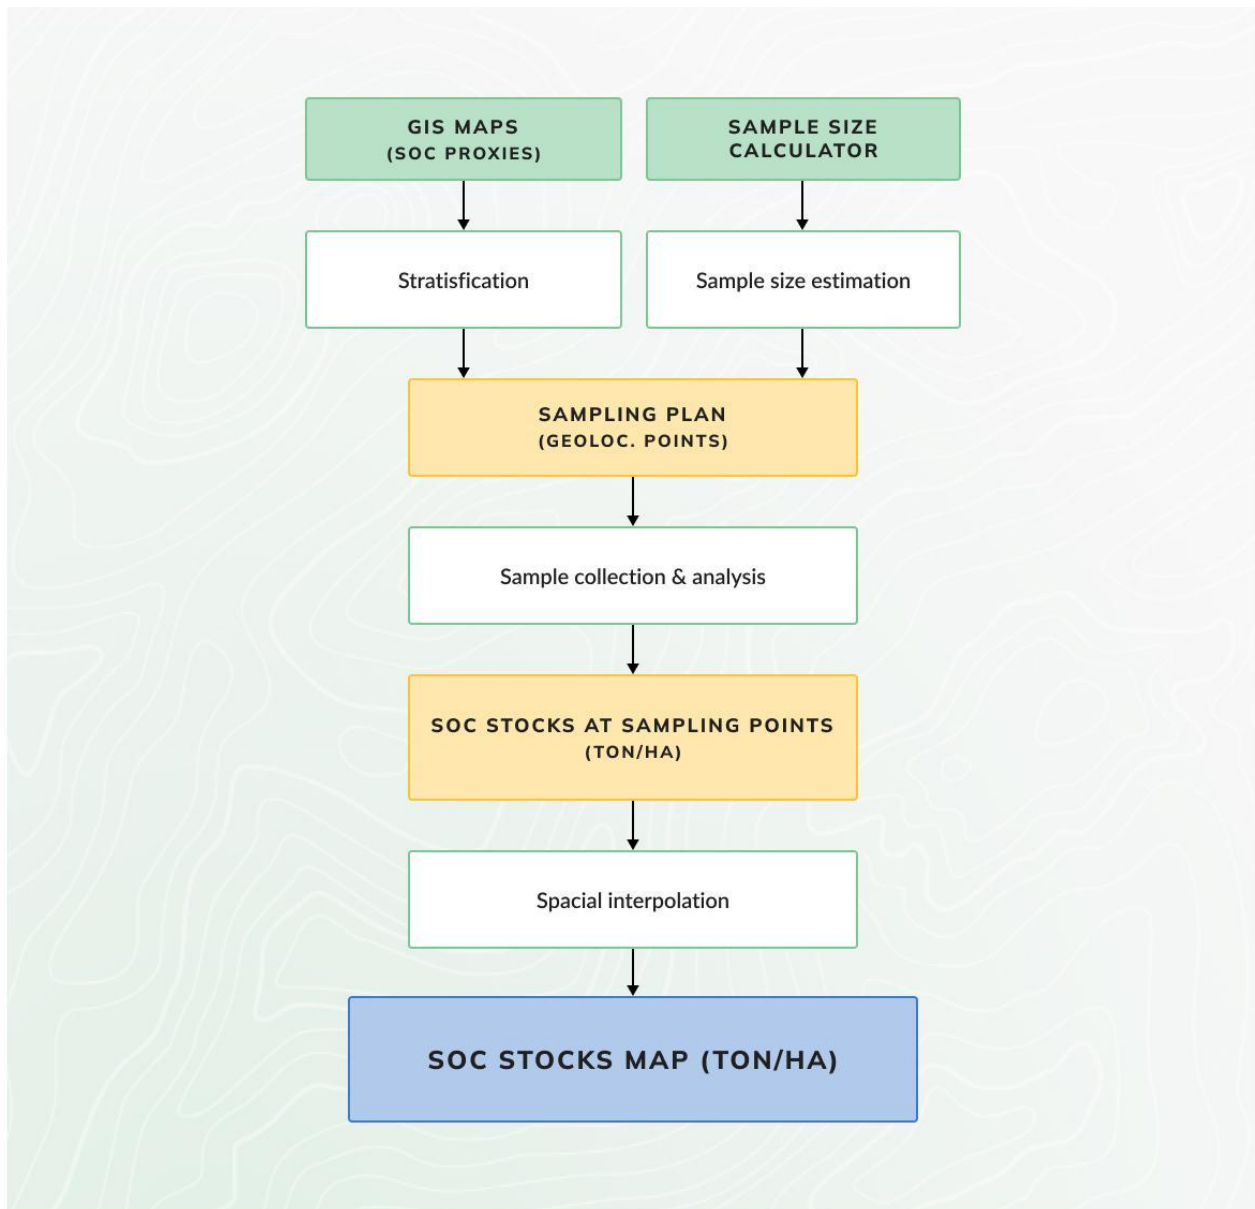 GIS MAPS
(SOC PROXIES)
SAMPLE SIZE
CALCULATOR
Stratisfication
Sample size estimation
SAMPLING PLAN
(GEOLOC. POINTS)
Sample collection & analysis
SOC STOCKS AT SAMPLING POINTS
(TON/HA)
Spacial interpolation
SOC STOCKS MAP (TON/HA)